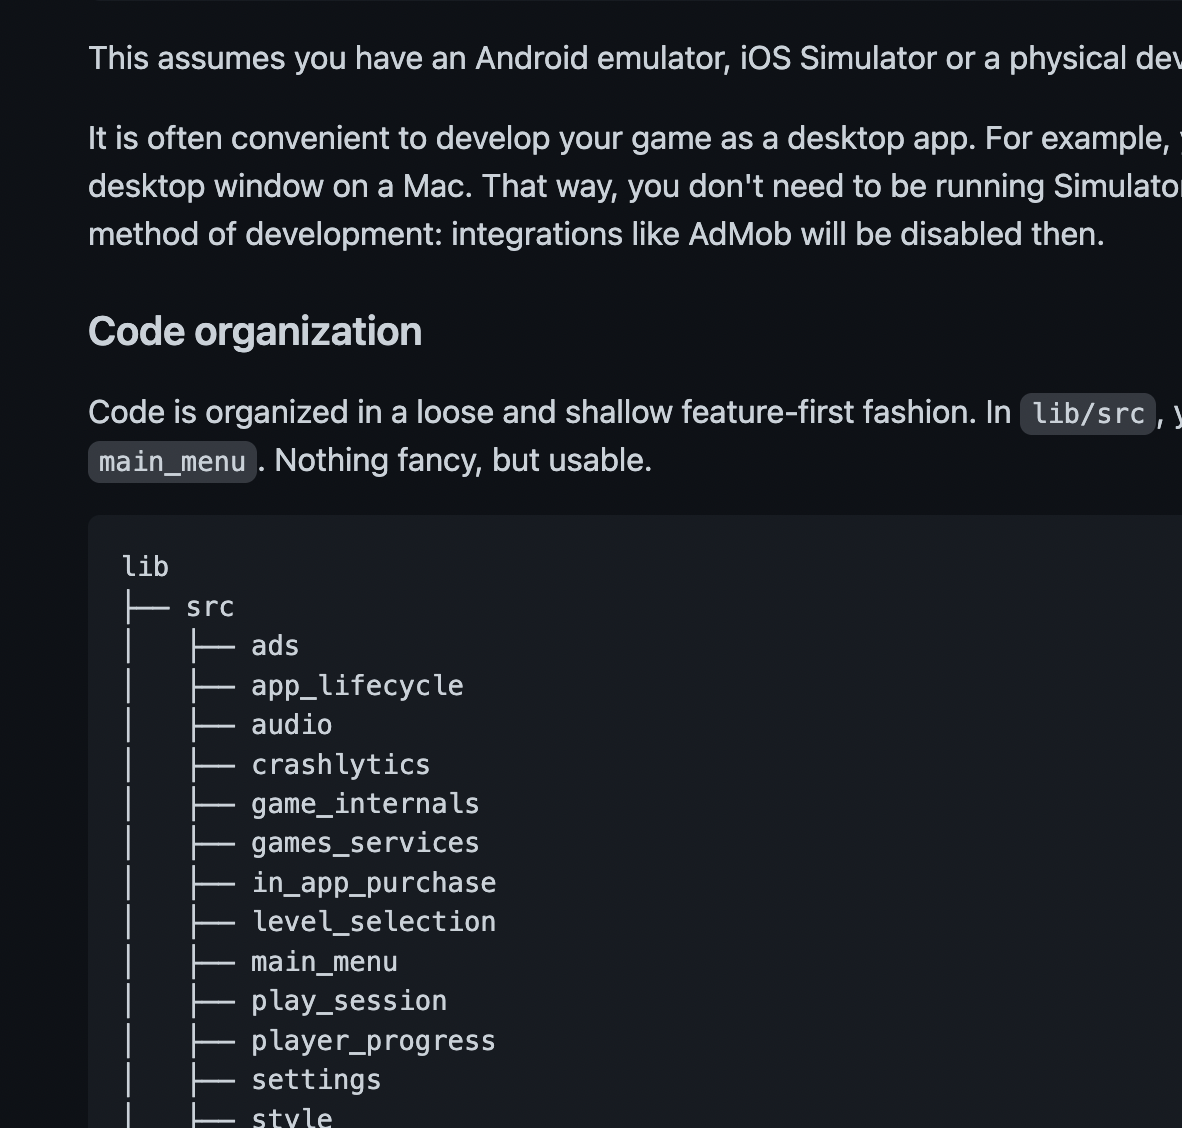 This assumes you have an Android emulator, iOS Simulator or a physical dev
It is often convenient to develop your game as a desktop app. For example,
desktop window on a Mac. That way, you don't need to be running Simulator
method of development: integrations like AdMob will be disabled then.
Code organization
Code is organized in a loose and shallow feature-first fashion. In lib/src,
main_menu. Nothing fancy, but usable.
lib
├── src
│   ├── ads
│   ├── app_lifecycle
│   ├── audio
│   ├── crashlytics
│   ├── game_internals
│   ├── games_services
│   ├── in_app_purchase
│   ├── level_selection
│   ├── main_menu
│   ├── play_session
│   ├── player_progress
│   ├── settings
│   ├── style